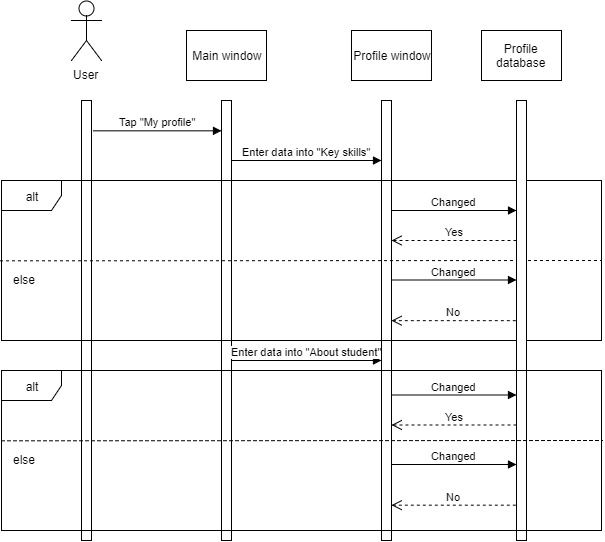 User
Main window
Profile window
Profile
database
Tap "My profile"
Enter data into "Key skills"
alt
Changed
Yes
else
Changed
No
Enter data into "About student"
alt
Changed
Yes
else
Changed
No